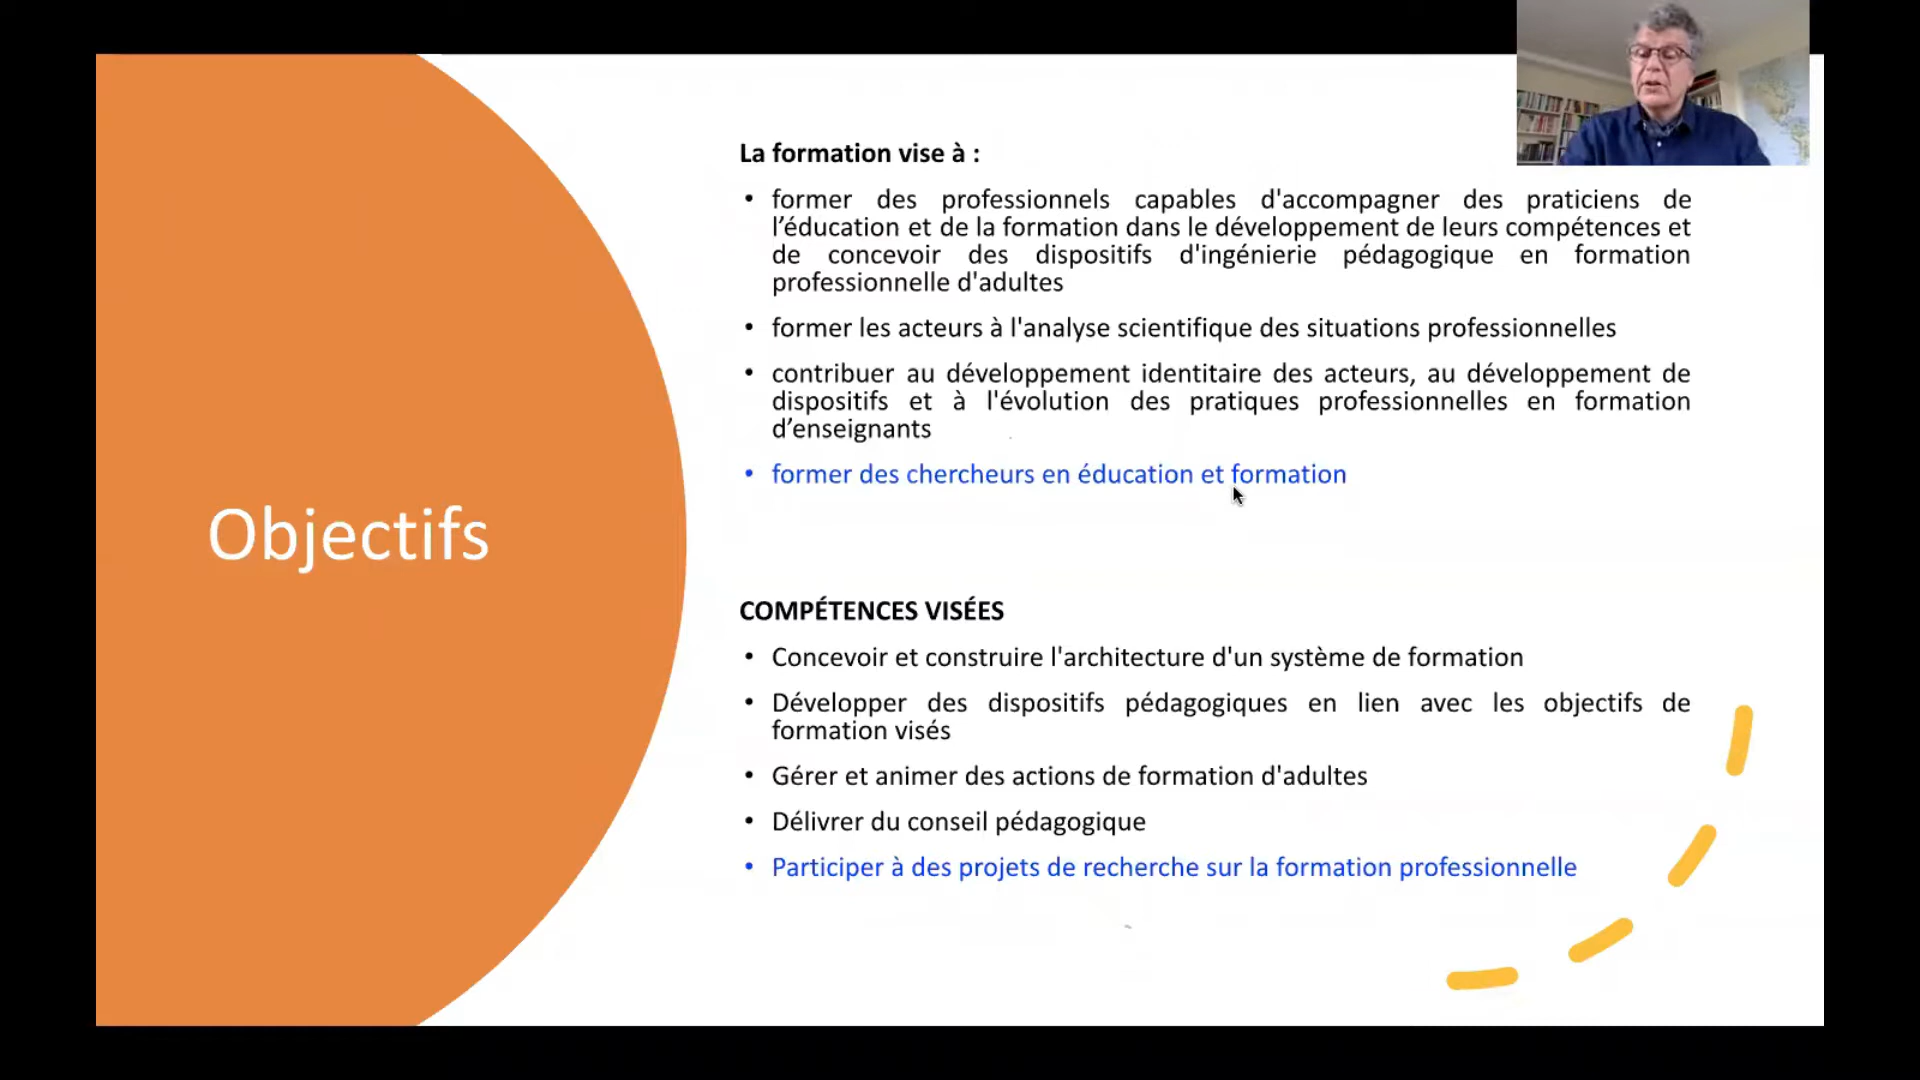 La formation vise à :
• former des professionnels capables d'accompagner des praticiens de
l’éducation et de la formation dans le développement de leurs compétences et
de concevoir des dispositifs d'ingénierie pédagogique en formation
professionnelle d'adultes
• former les acteurs à l'analyse scientifique des situations professionnelles
• contribuer au développement identitaire des acteurs, au développement de
dispositifs et à l'évolution des pratiques professionnelles en formation
d’enseignants
• former des chercheurs en éducation et formation
Objectifs
COMPÉTENCES VISÉES
• Concevoir et construire l'architecture d'un système de formation
• Développer des dispositifs pédagogiques en lien avec les objectifs de
formation visés
• Gérer et animer des actions de formation d'adultes
• Délivrer du conseil pédagogique
• Participer à des projets de recherche sur la formation professionnelle